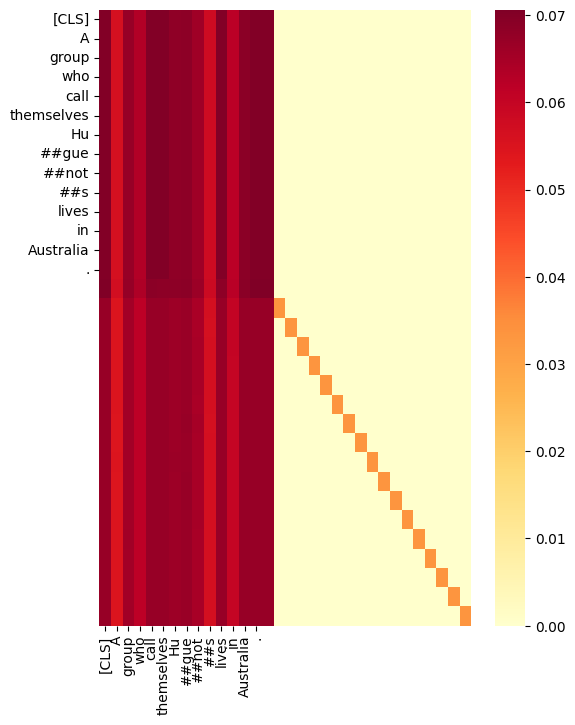 [CLS]
A
group
who
call
themselves
Hu
##gue
##not
##s
lives
in
Australia
.
0.07
0.06
0.05
0.04
0.03
0.02
0.01
0.00
[CLS]
A
group
who
call
themselves
Hu
##gue
##not
##s
lives
in
Australia
.